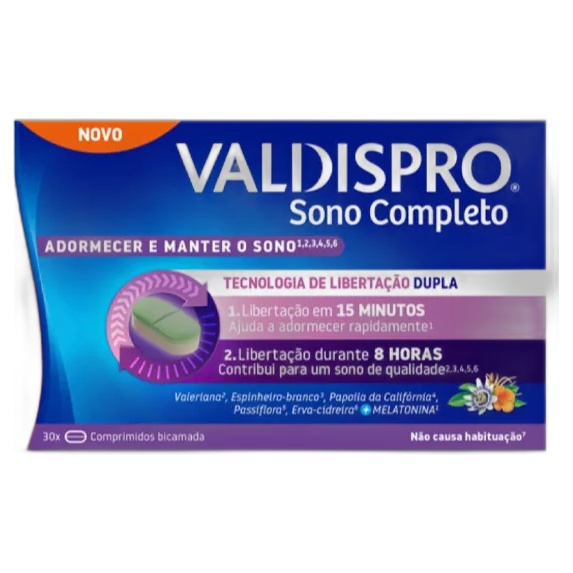 NOVO
VALDISPRO®
Sono Completo
ADORMECER E MANTER O SONO¹,²,³,⁴,⁵,⁶
TECNOLOGIA DE LIBERTAÇÃO DUPLA
1.Libertação em 15 MINUTOS
Ajuda a adormecer rapidamente¹
2.Libertação durante 8 HORAS
Contribui para um sono de qualidade²,³,⁴,⁵,⁶
Valeriana², Espinheiro-branco³, Papoila da Califórnia⁴,
Passiflora⁵, Erva-cidreira⁶ + MELATONINA¹
30x Comprimidos bicamada
Não causa habituação⁷